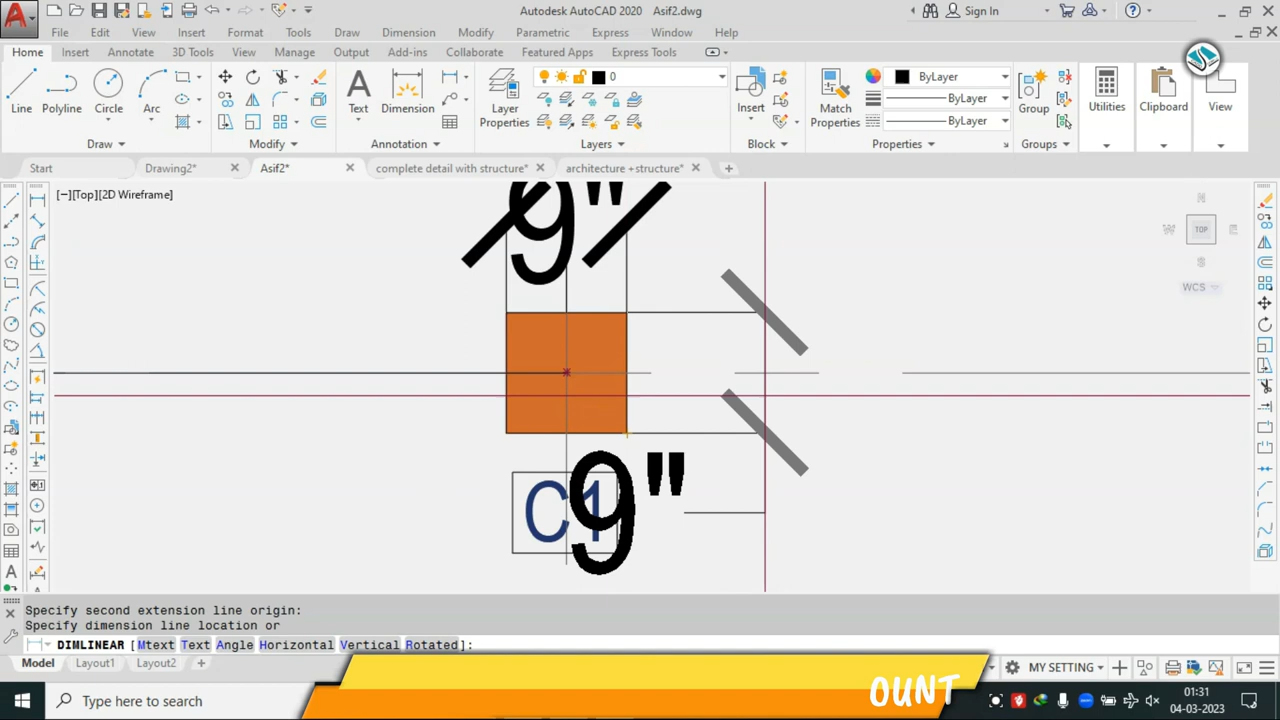 Autodesk AutoCAD 2020 Asif2.dwg
Sign In
File Edit View Insert Format Tools Draw Dimension Modify Parametric Express Window Help
Home Insert Annotate 3D Tools View Manage Output Add-ins Collaborate Featured Apps Express Tools
0
ByLayer
ByLayer
ByLayer
Line Polyline Circle Arc Text Dimension Layer Properties Insert Match Properties Group Utilities Clipboard View
Draw Modify Annotation Layers Block Properties Groups
Start Drawing2* Asif2* complete detail with structure* architecture +structure*
[−][Top][2D Wireframe]
N
W TOP E
S
WCS
9"
C1
9"
Specify second extension line origin:
Specify dimension line location or
DIMLINEAR [Mtext Text Angle Horizontal Vertical Rotated]:
Model Layout1 Layout2
MY SETTING
OUNT
Type here to search
01:31
04-03-2023